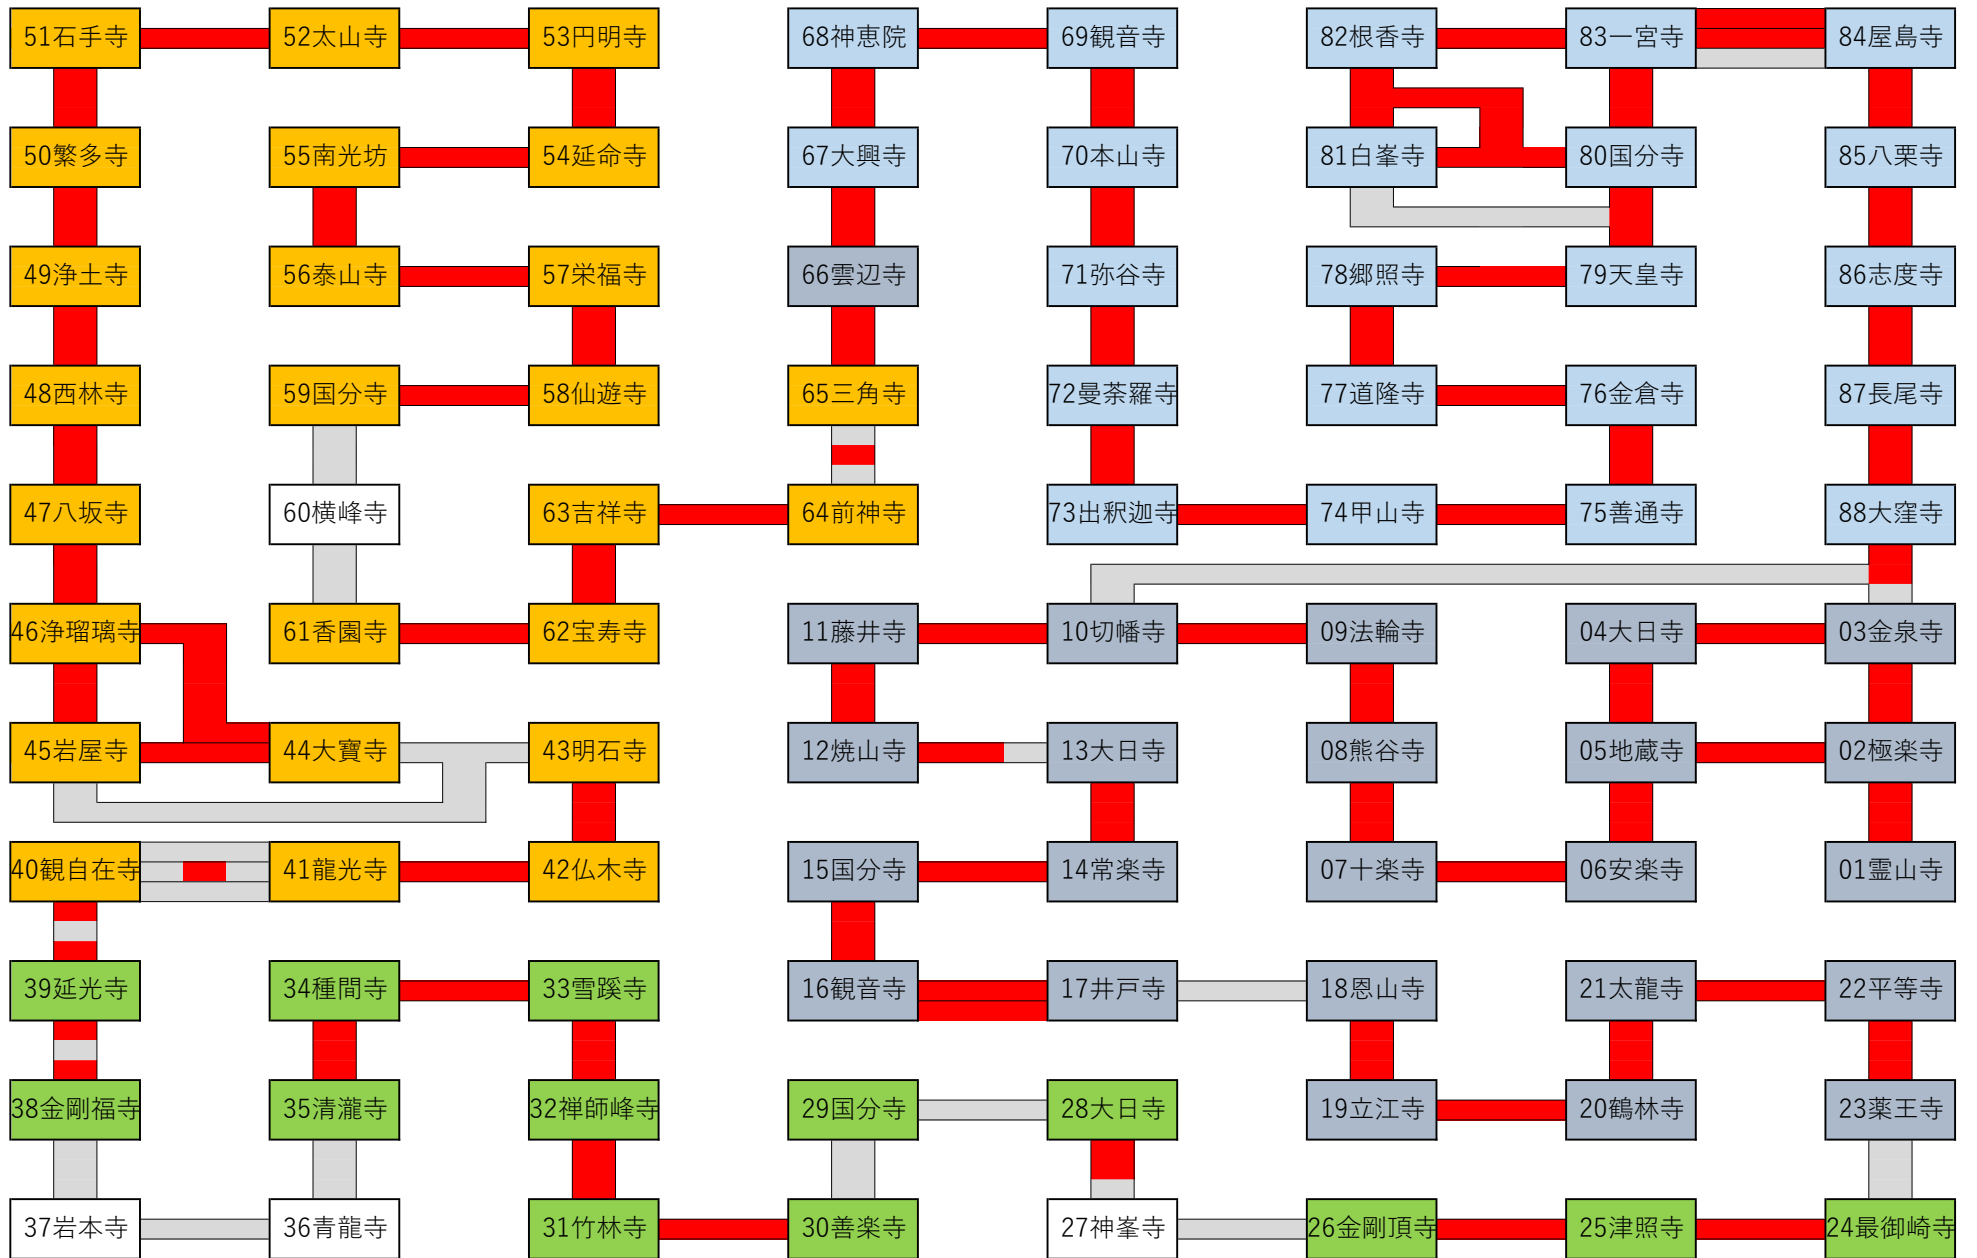 51石手寺 52太山寺 53円明寺 68神恵院 69観音寺 82根香寺 83一宮寺 84屋島寺
50繁多寺 55南光坊 54延命寺 67大興寺 70本山寺 81白峯寺 80国分寺 85八栗寺
49浄土寺 56泰山寺 57栄福寺 66雲辺寺 71弥谷寺 78郷照寺 79天皇寺 86志度寺
48西林寺 59国分寺 58仙遊寺 65三角寺 72曼荼羅寺 77道隆寺 76金倉寺 87長尾寺
47八坂寺 60横峰寺 63吉祥寺 64前神寺 73出釈迦寺 74甲山寺 75善通寺 88大窪寺
46浄瑠璃寺 61香園寺 62宝寿寺 11藤井寺 10切幡寺 09法輪寺 04大日寺 03金泉寺
45岩屋寺 44大寶寺 43明石寺 12焼山寺 13大日寺 08熊谷寺 05地蔵寺 02極楽寺
40観自在寺 41龍光寺 42仏木寺 15国分寺 14常楽寺 07十楽寺 06安楽寺 01霊山寺
39延光寺 34種間寺 33雪蹊寺 16観音寺 17井戸寺 18恩山寺 21太龍寺 22平等寺
38金剛福寺 35清瀧寺 32禅師峰寺 29国分寺 28大日寺 19立江寺 20鶴林寺 23薬王寺
37岩本寺 36青龍寺 31竹林寺 30善楽寺 27神峯寺 26金剛頂寺 25津照寺 24最御崎寺